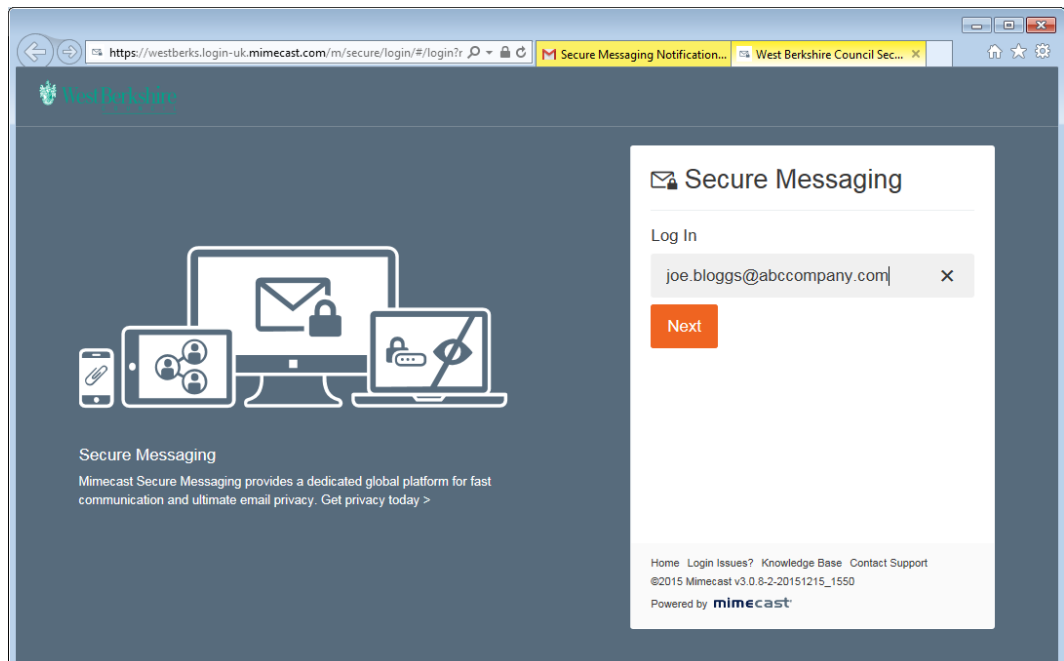 https://westberks.login-uk.mimecast.com/m/secure/login/#/login?r
Secure Messaging Notification...
West Berkshire Council Sec...
West Berkshire
Secure Messaging
Log In
joe.bloggs@abccompany.com
Next
Secure Messaging
Mimecast Secure Messaging provides a dedicated global platform for fast
communication and ultimate email privacy. Get privacy today >
Home Login Issues? Knowledge Base Contact Support
©2015 Mimecast v3.0.8-2-20151215_1550
Powered by mimecast